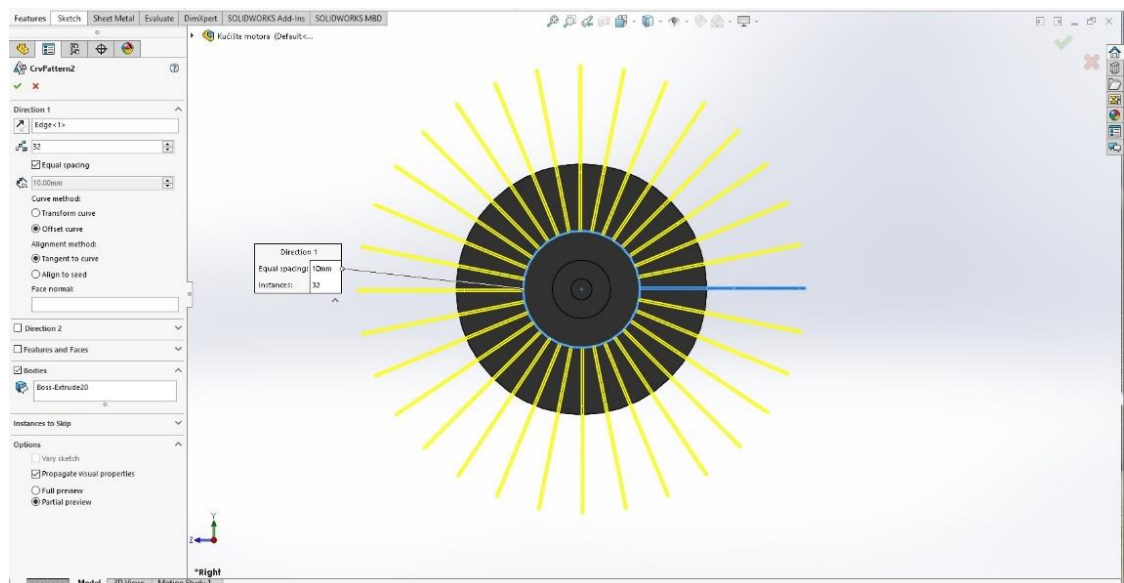 Features Sketch Sheet Metal Evaluate DimXpert SOLIDWORKS Add-Ins SOLIDWORKS MBD
Kućište motora (Default<...
CrvPattern2
Direction 1
Edge<1>
32
Equal spacing
10.00mm
Curve method:
Transform curve
Offset curve
Alignment method:
Tangent to curve
Align to seed
Face normal:
Direction 2
Features and Faces
Bodies
Boss-Extrude20
Instances to Skip
Options
Vary sketch
Propagate visual properties
Full preview
Partial preview
Direction 1
Equal spacing: 10mm
Instances: 32
Y
Z
*Right
Model 3D Views Motion Study 1